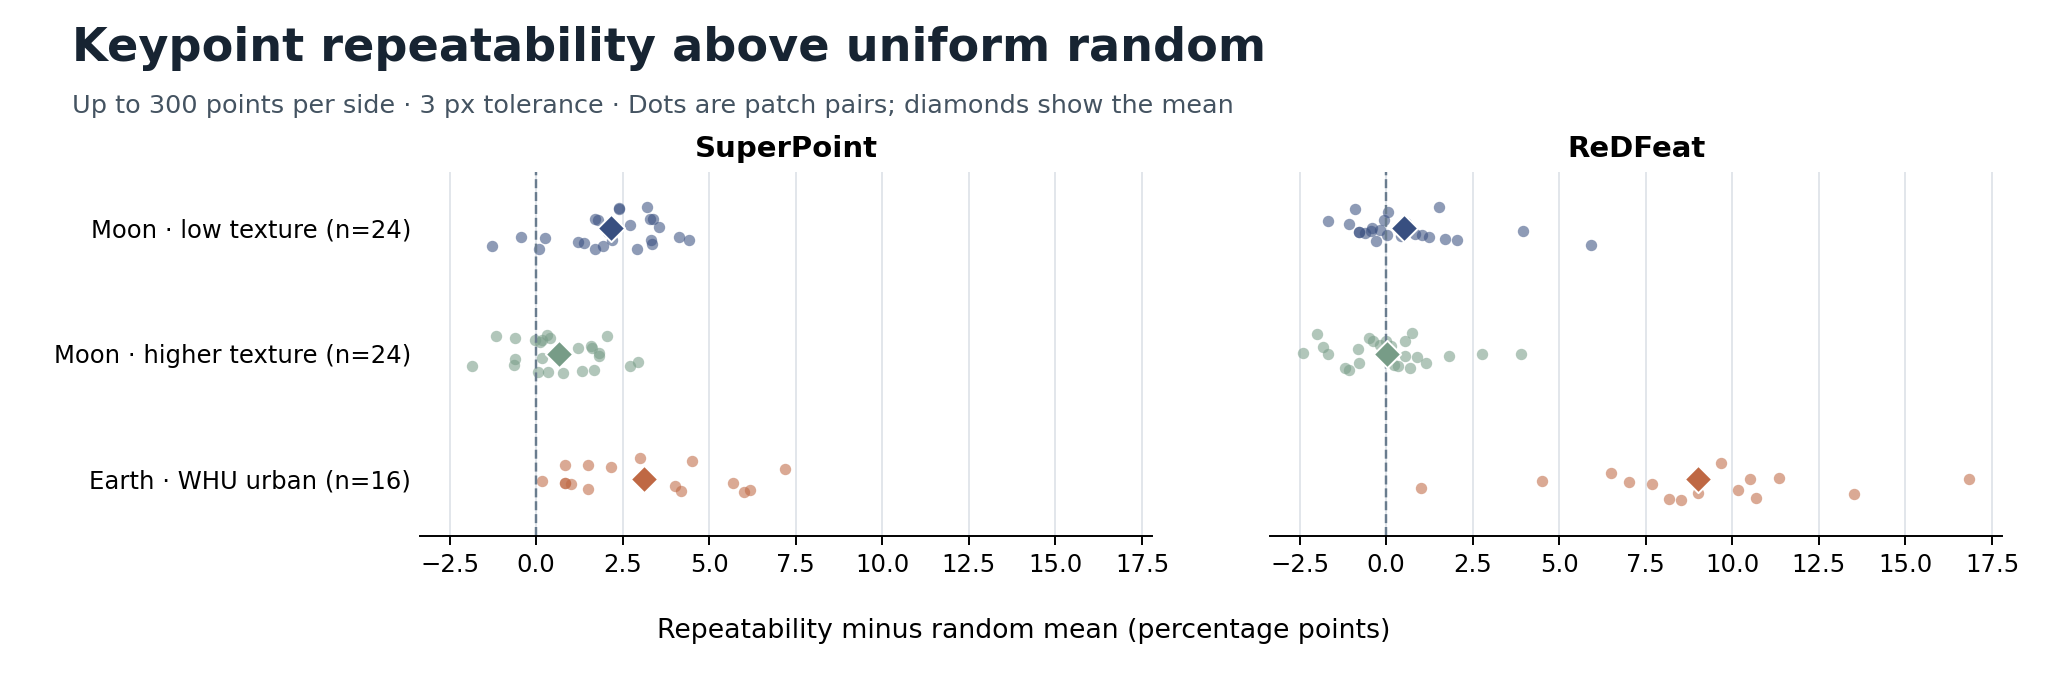 Keypoint repeatability above uniform random
Up to 300 points per side · 3 px tolerance · Dots are patch pairs; diamonds show the mean
SuperPoint
ReDFeat
Moon · low texture (n=24)
Moon · higher texture (n=24)
Earth · WHU urban (n=16)
−2.5 0.0 2.5 5.0 7.5 10.0 12.5 15.0 17.5
−2.5 0.0 2.5 5.0 7.5 10.0 12.5 15.0 17.5
Repeatability minus random mean (percentage points)